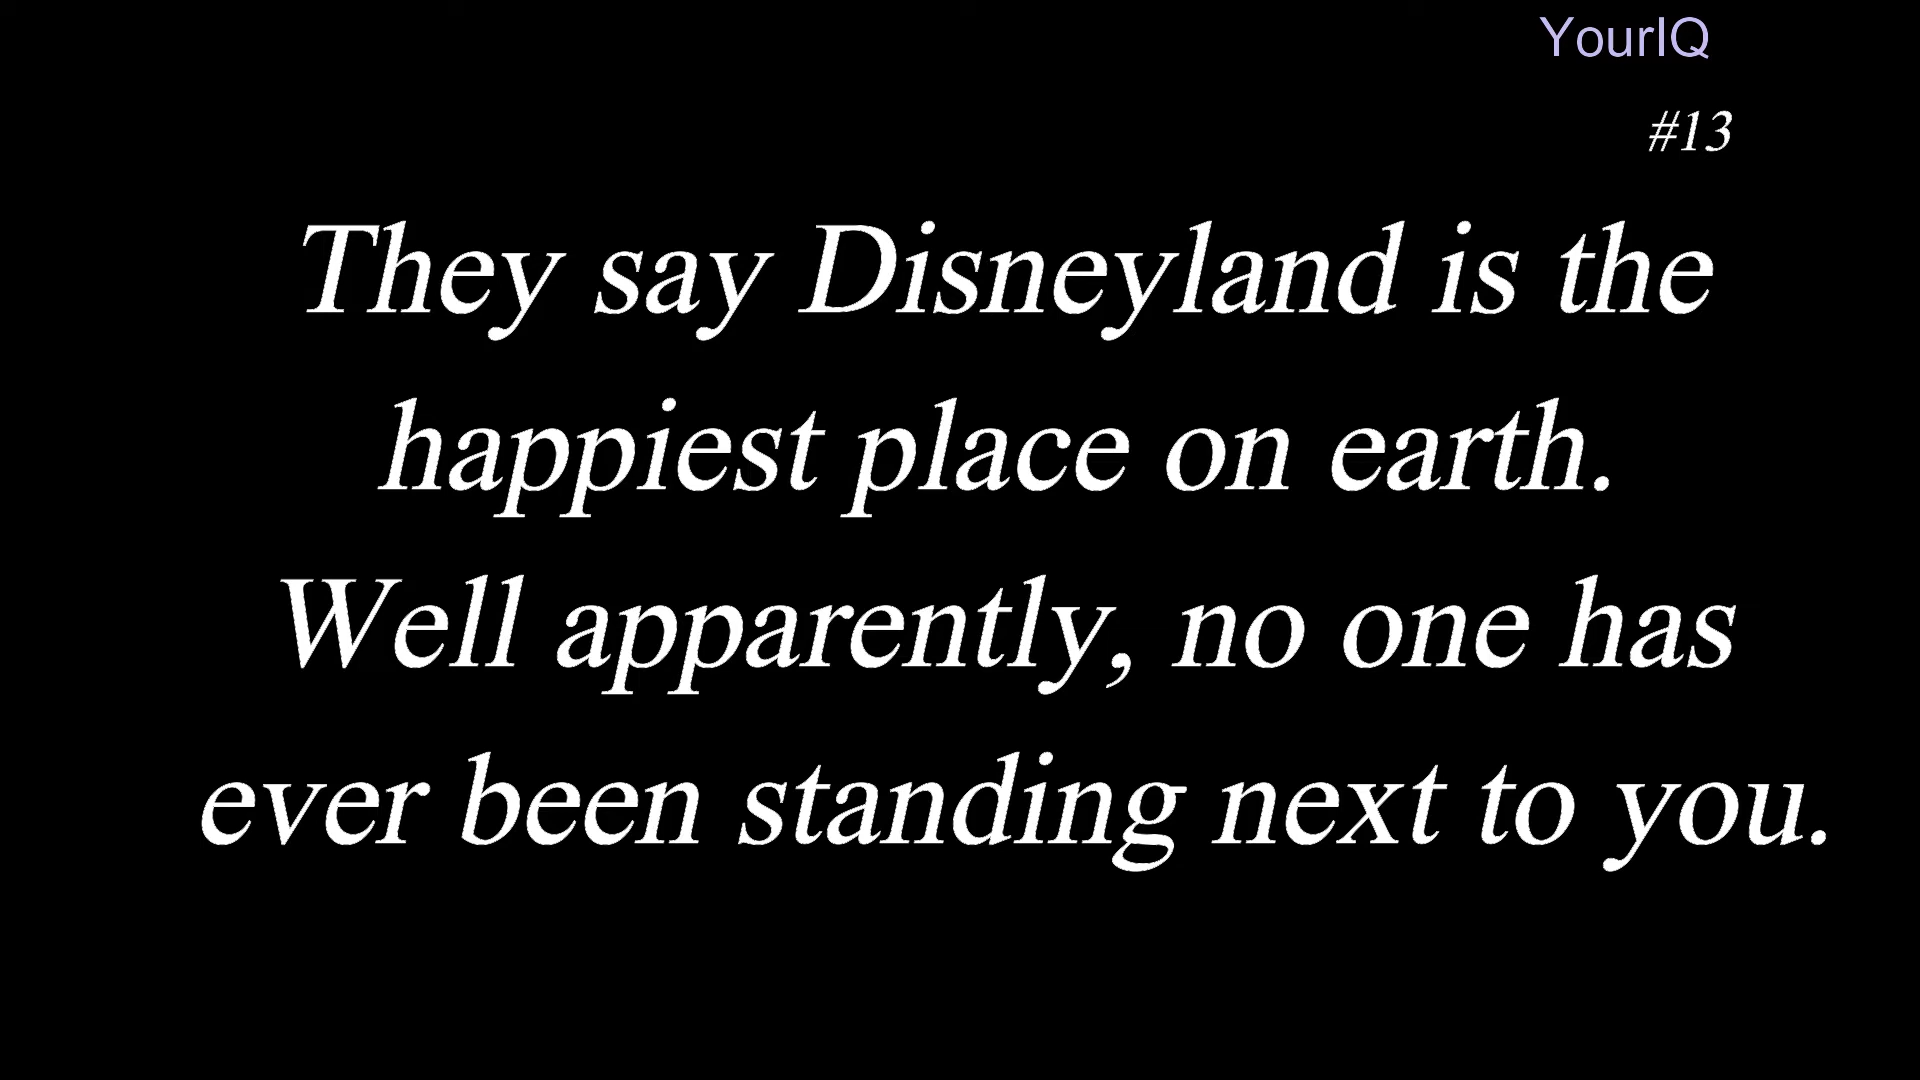 YourIQ
#13
They say Disneyland is the
happiest place on earth.
Well apparently, no one has
ever been standing next to you.